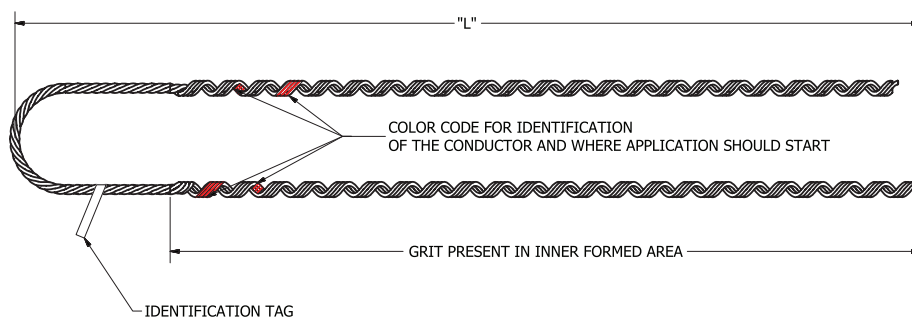 "L"
COLOR CODE FOR IDENTIFICATION
OF THE CONDUCTOR AND WHERE APPLICATION SHOULD START
GRIT PRESENT IN INNER FORMED AREA
IDENTIFICATION TAG